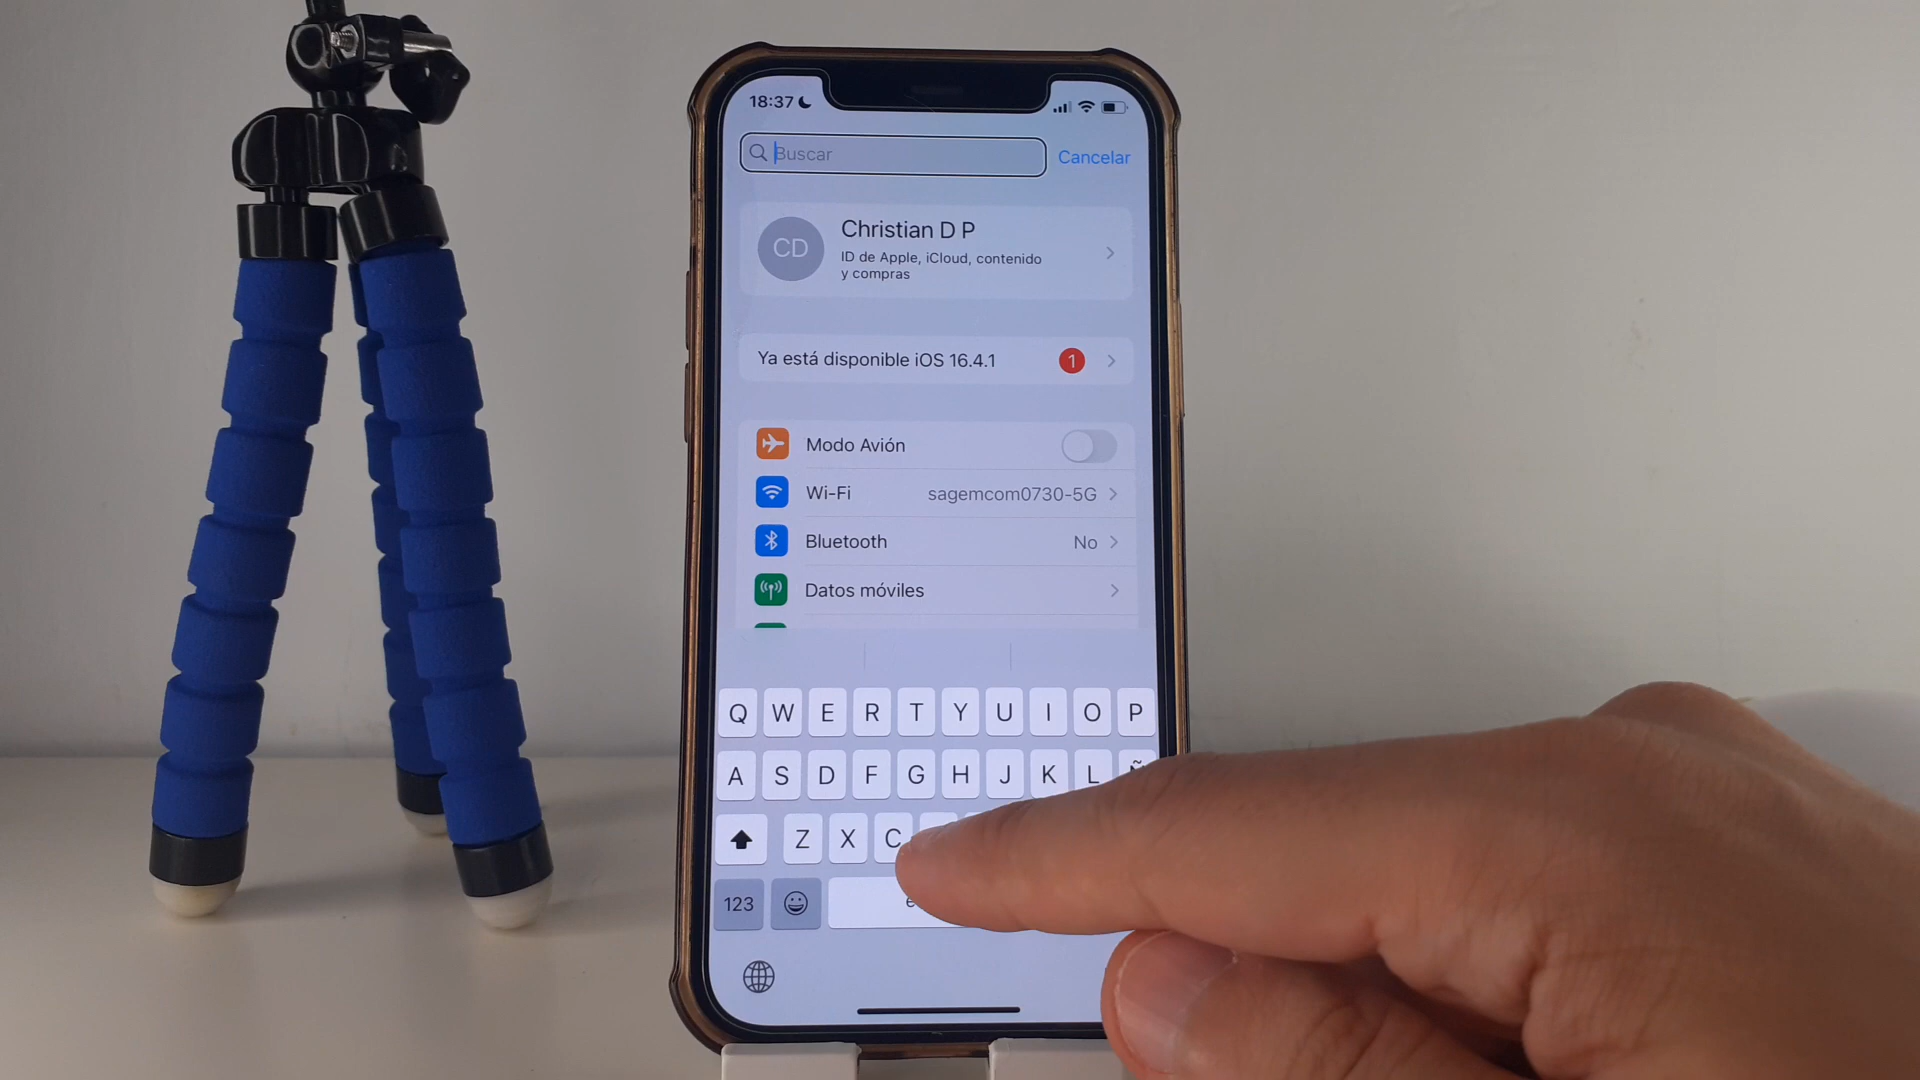 18:37
Buscar
Cancelar
CD
Christian D P
ID de Apple, iCloud, contenido
y compras
Ya está disponible iOS 16.4.1
1
Modo Avión
Wi-Fi
sagemcom0730-5G
Bluetooth
No
Datos móviles
Q W E R T Y U I O P
A S D F G H J K L Ñ
Z X C
123
e